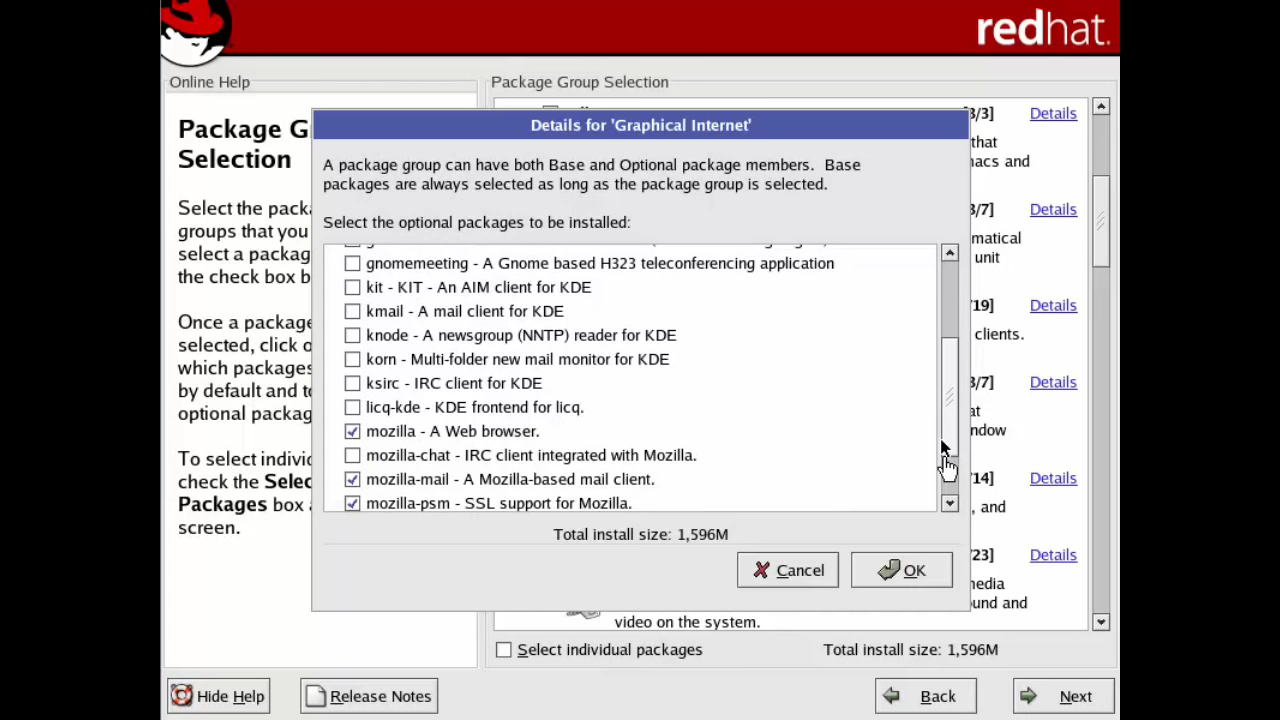 redhat.
Online Help
Package Group Selection
Package G
Selection
Select the pack
groups that you
select a packag
the check box b
Once a package
selected, click o
which packages
by default and to
optional packag
To select indivi
check the Selec
Packages box a
screen.
Details for 'Graphical Internet'
A package group can have both Base and Optional package members. Base
packages are always selected as long as the package group is selected.
Select the optional packages to be installed:
gnomemeeting - A Gnome based H323 teleconferencing application
kit - KIT - An AIM client for KDE
kmail - A mail client for KDE
knode - A newsgroup (NNTP) reader for KDE
korn - Multi-folder new mail monitor for KDE
ksirc - IRC client for KDE
licq-kde - KDE frontend for licq.
mozilla - A Web browser.
mozilla-chat - IRC client integrated with Mozilla.
mozilla-mail - A Mozilla-based mail client.
mozilla-psm - SSL support for Mozilla.
Total install size: 1,596M
Cancel
OK
3/3] Details
that
acs and
3/7] Details
matical
unit
/19] Details
clients.
3/7] Details
at
ndow
/14] Details
, and
/23] Details
nedia
und and
video on the system.
Select individual packages
Total install size: 1,596M
Hide Help
Release Notes
Back
Next